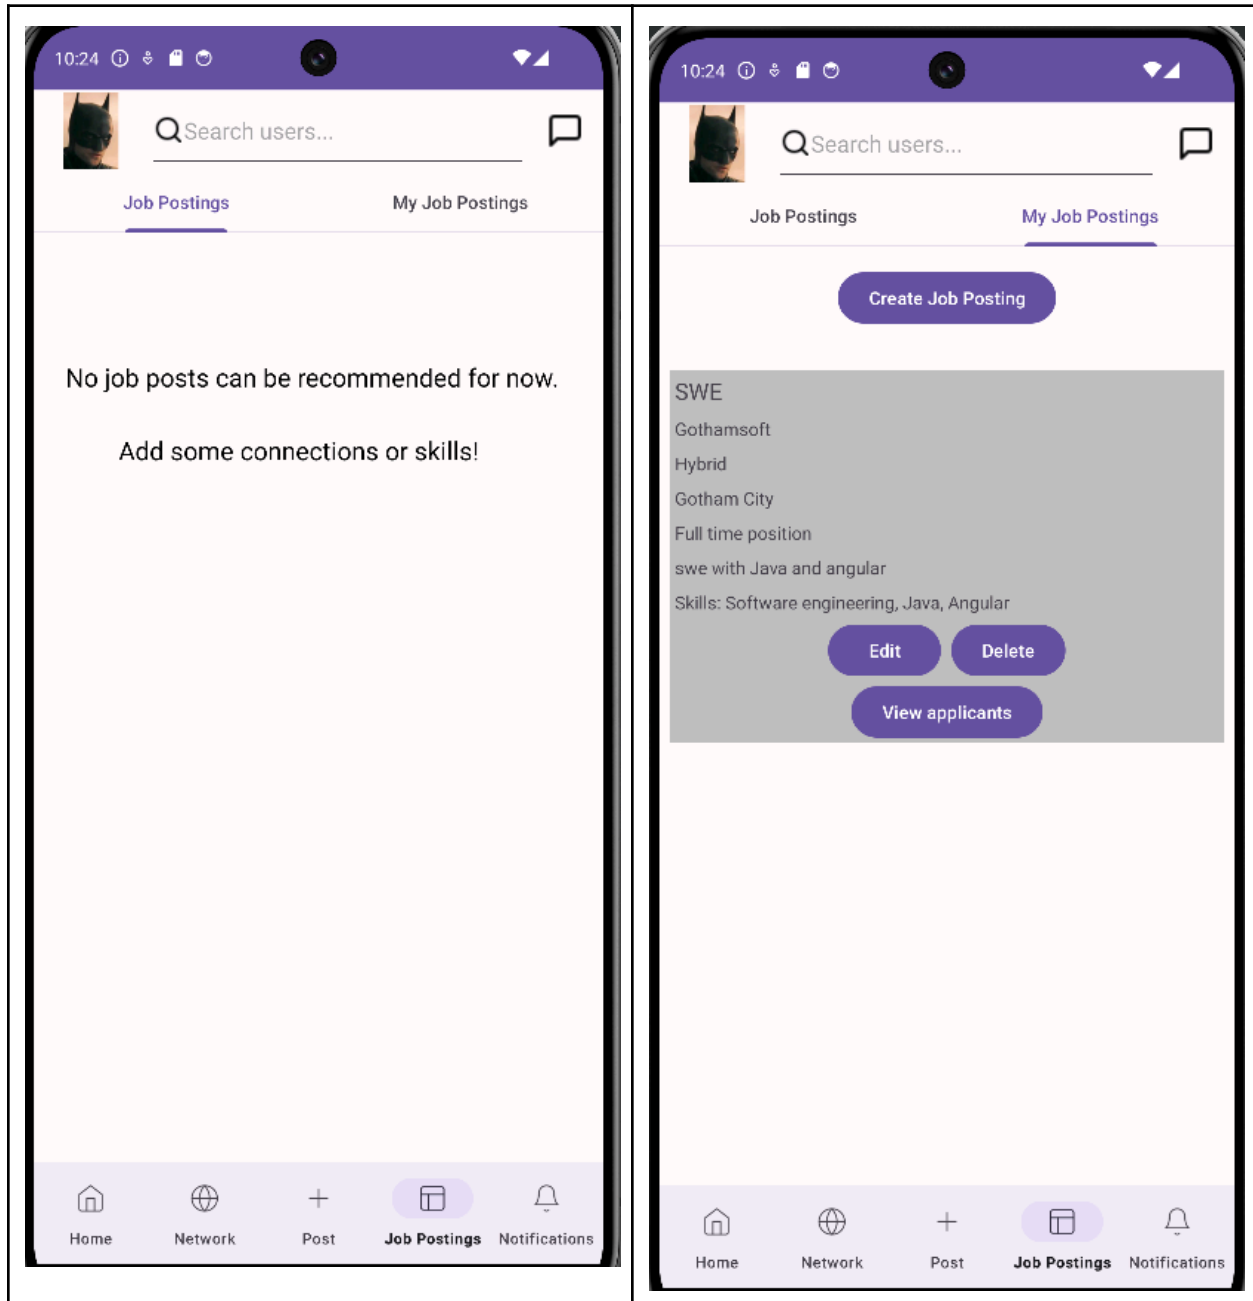 10:24
Search users...
Job Postings
My Job Postings
No job posts can be recommended for now.
Add some connections or skills!
Home
Network
Post
Job Postings
Notifications
10:24
Search users...
Job Postings
My Job Postings
Create Job Posting
SWE
Gothamsoft
Hybrid
Gotham City
Full time position
swe with Java and angular
Skills: Software engineering, Java, Angular
Edit
Delete
View applicants
Home
Network
Post
Job Postings
Notifications